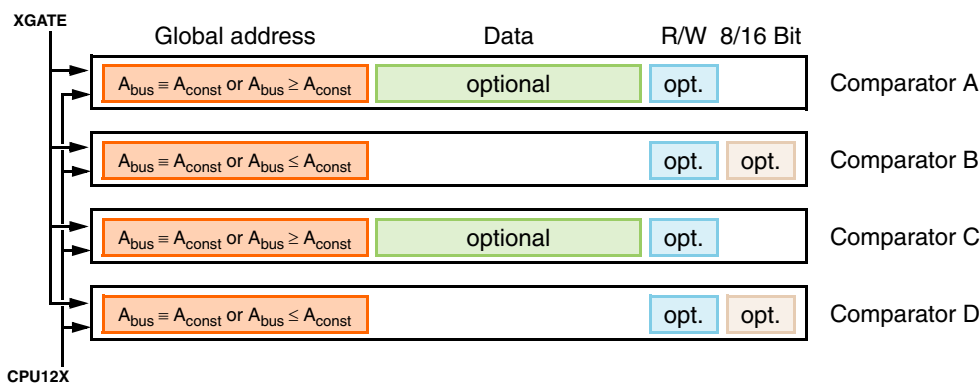 XGATE
Global address Data R/W 8/16 Bit
Abus ≡ Aconst or Abus ≥ Aconst optional opt. Comparator A
Abus ≡ Aconst or Abus ≤ Aconst opt. opt. Comparator B
Abus ≡ Aconst or Abus ≥ Aconst optional opt. Comparator C
Abus ≡ Aconst or Abus ≤ Aconst opt. opt. Comparator D
CPU12X